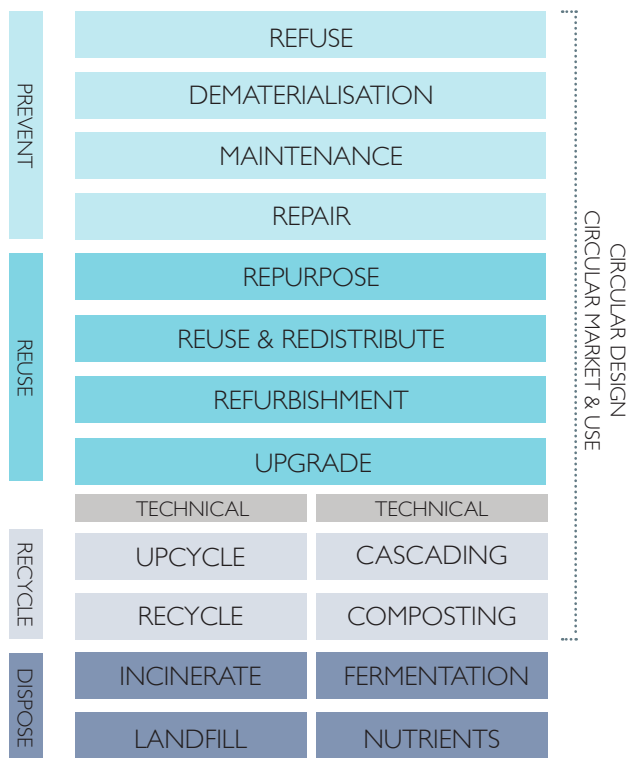 PREVENT
REFUSE
DEMATERIALISATION
MAINTENANCE
REPAIR
REUSE
REPURPOSE
REUSE & REDISTRIBUTE
REFURBISHMENT
UPGRADE
TECHNICAL
TECHNICAL
RECYCLE
UPCYCLE
CASCADING
RECYCLE
COMPOSTING
DISPOSE
INCINERATE
FERMENTATION
LANDFILL
NUTRIENTS
CIRCULAR DESIGN
CIRCULAR MARKET & USE